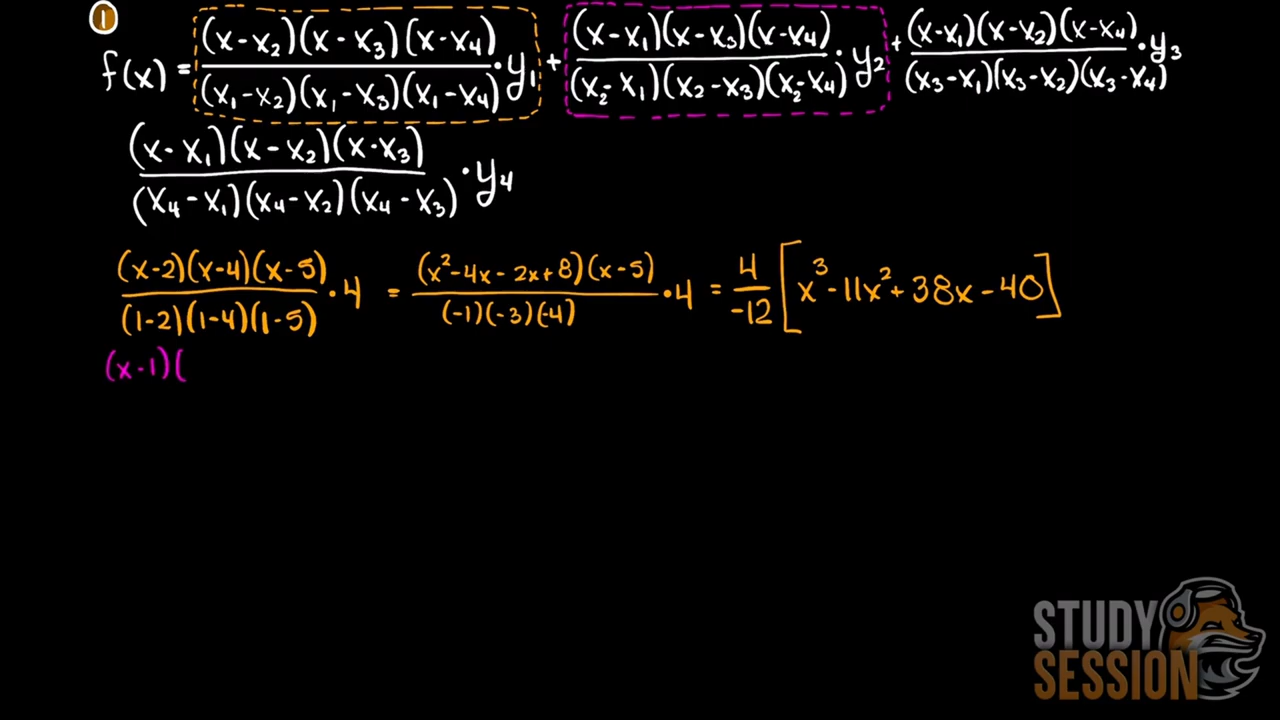 ①
f(x) = (x-x₂)(x-x₃)(x-x₄)/(x₁-x₂)(x₁-x₃)(x₁-x₄) · y₁ + (x-x₁)(x-x₃)(x-x₄)/(x₂-x₁)(x₂-x₃)(x₂-x₄) · y₂ + (x-x₁)(x-x₂)(x-x₄)/(x₃-x₁)(x₃-x₂)(x₃-x₄) · y₃
(x-x₁)(x-x₂)(x-x₃)/(x₄-x₁)(x₄-x₂)(x₄-x₃) · y₄
(x-2)(x-4)(x-5)/(1-2)(1-4)(1-5) · 4 = (x²-4x-2x+8)(x-5)/(-1)(-3)(-4) · 4 = 4/-12 [x³-11x²+38x-40]
(x-1)(
STUDY
SESSION